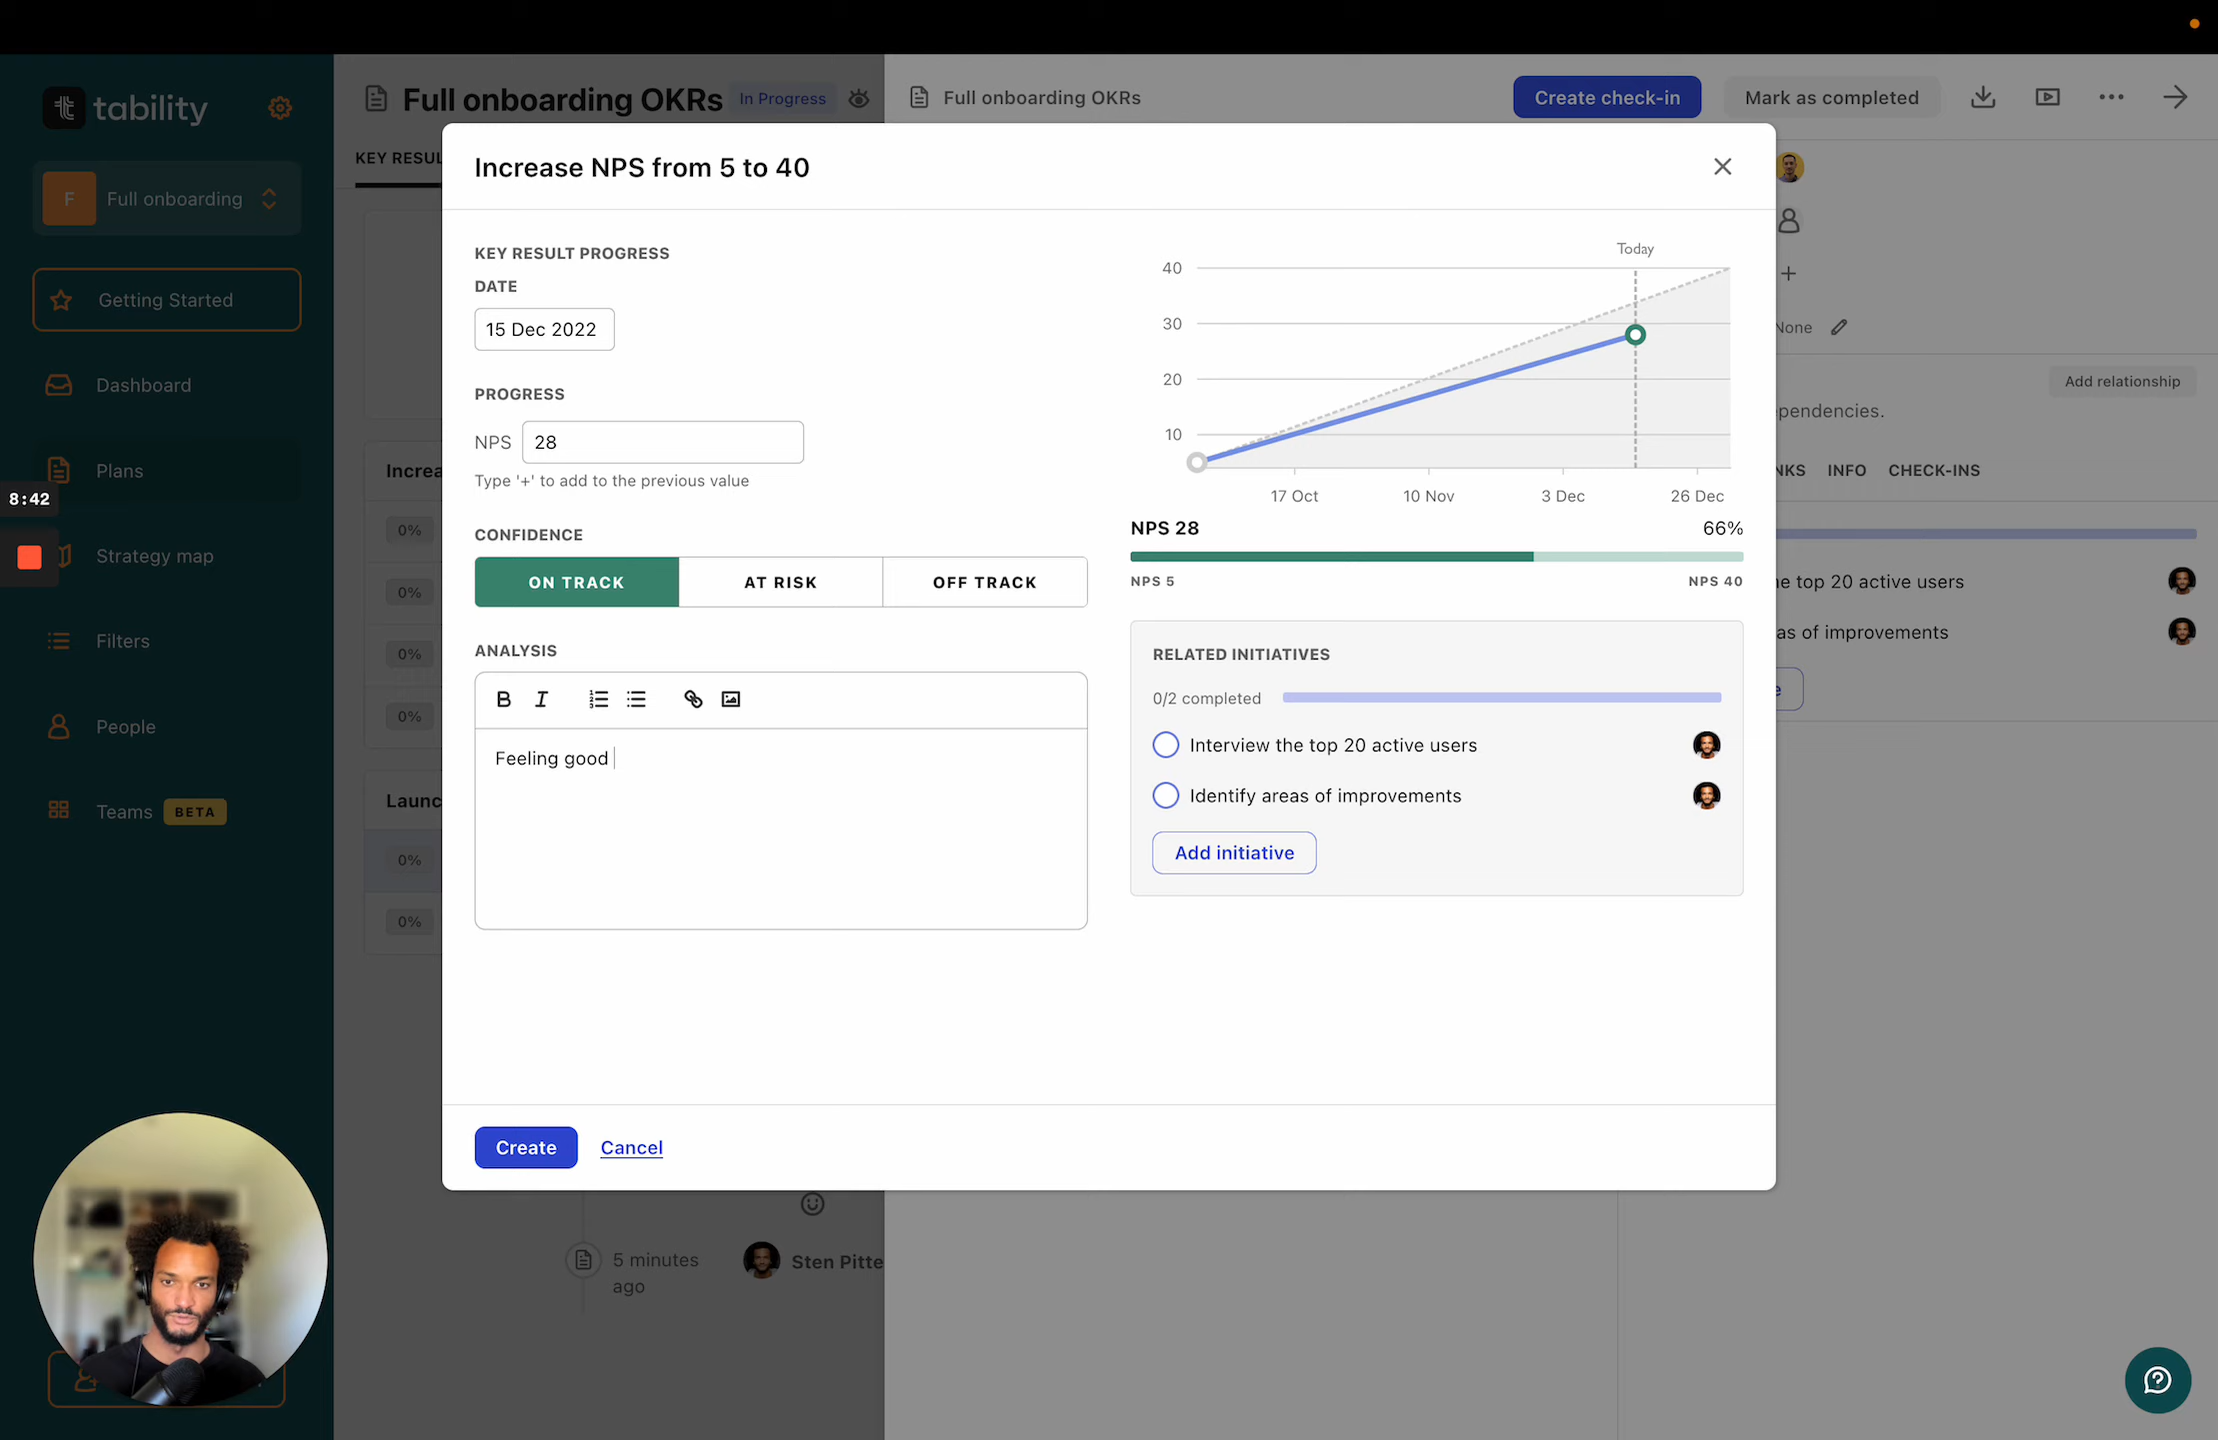 tability
F Full onboarding
Getting Started
Dashboard
Plans
8:42
Strategy map
Filters
People
Teams BETA
Full onboarding OKRs In Progress
KEY RESUL
Increa
0%
0%
0%
0%
Launc
0%
0%
5 minutes
ago
Sten Pitte
Full onboarding OKRs
Create check-in
Mark as completed
None
Add relationship
pendencies.
NKS INFO CHECK-INS
e top 20 active users
as of improvements
e
Increase NPS from 5 to 40
KEY RESULT PROGRESS
DATE
15 Dec 2022
PROGRESS
NPS 28
Type '+' to add to the previous value
CONFIDENCE
ON TRACK AT RISK OFF TRACK
ANALYSIS
B I
Feeling good
Today
40
30
20
10
17 Oct 10 Nov 3 Dec 26 Dec
NPS 28 66%
NPS 5 NPS 40
RELATED INITIATIVES
0/2 completed
Interview the top 20 active users
Identify areas of improvements
Add initiative
Create Cancel